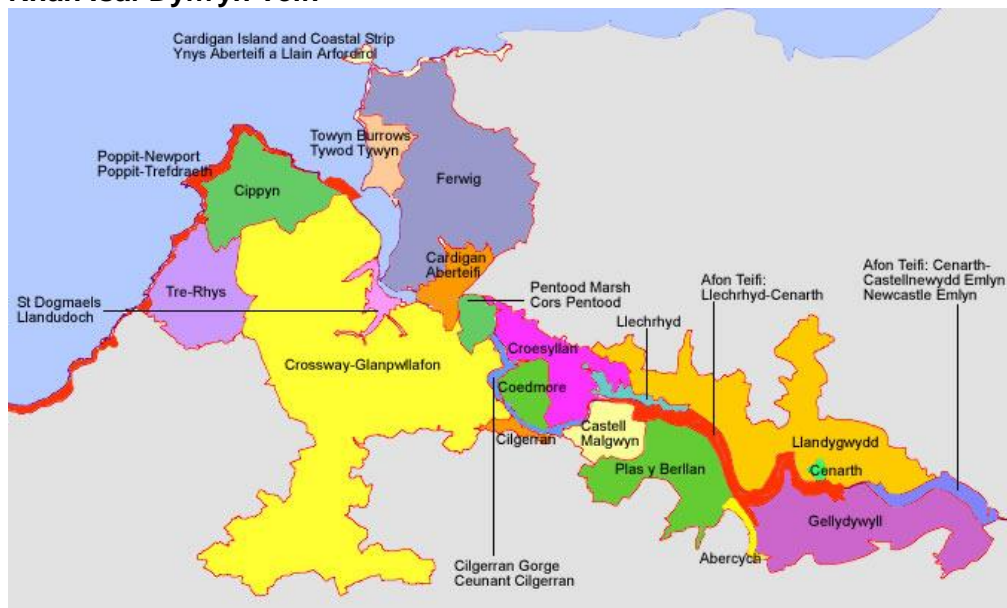 Cardigan Island and Coastal Strip
Ynys Aberteifi a Llain Arfordirol
Towyn Burrows
Tywod Tywyn
Poppit-Newport
Poppit-Trefdraeth
Cippyn
Ferwig
Cardigan
Aberteifi
Tre-Rhys
St Dogmaels
Llandudoch
Pentood Marsh
Cors Pentood
Afon Teifi:
Llechrhyd-Cenarth
Afon Teifi: Cenarth-
Castellnewydd Emlyn
Newcastle Emlyn
Llechrhyd
Croesyllan
Crossway-Glanpwllafon
Coedmore
Cilgerran
Castell
Malgwyn
Llandygwydd
Plas y Berllan
Cenarth
Gellydywyll
Abercych
Cilgerran Gorge
Ceunant Cilgerran